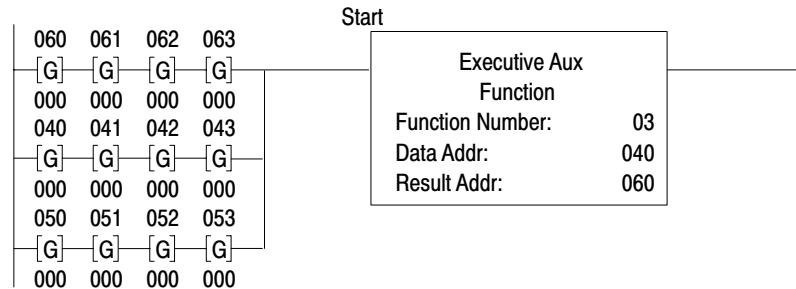 Start
060 061 062 063
[G] [G] [G] [G]
000 000 000 000
040 041 042 043
[G] [G] [G] [G]
000 000 000 000
050 051 052 053
[G] [G] [G] [G]
000 000 000 000
Executive Aux
Function
Function Number: 03
Data Addr: 040
Result Addr: 060